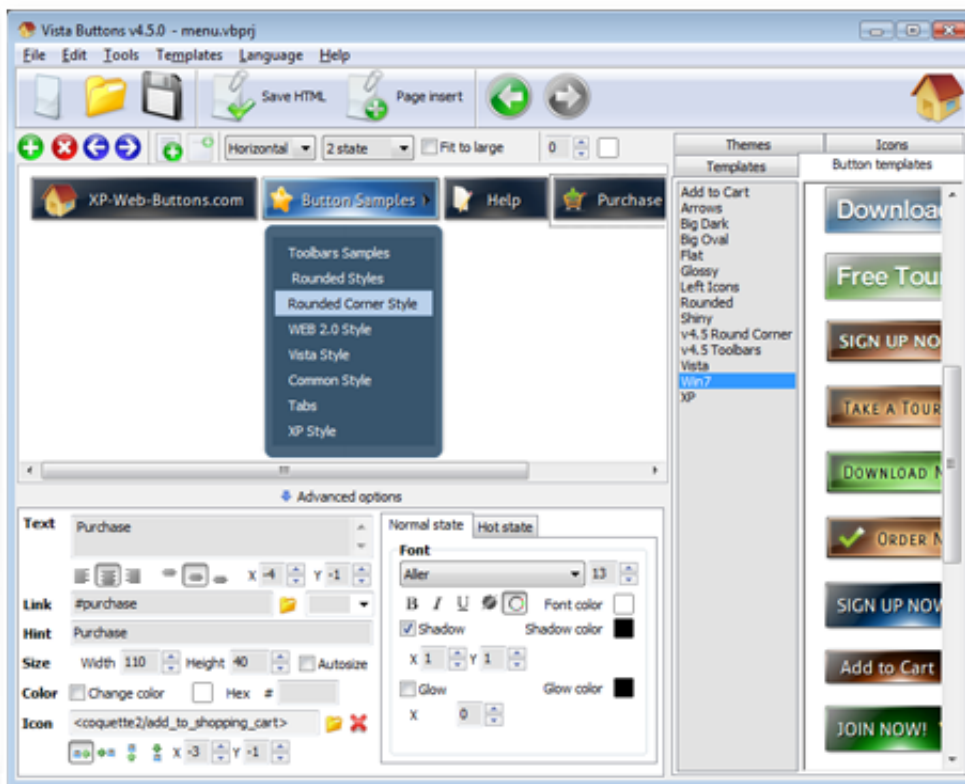 Vista Buttons v4.5.0 - menu.vbprj
File Edit Tools Templates Language Help
Save HTML Page insert
Horizontal 2 state Fit to large 0
Themes Icons
Templates Button templates
XP-Web-Buttons.com Button Samples Help Purchase
Toolbars Samples
Rounded Styles
Rounded Corner Style
WEB 2.0 Style
Vista Style
Common Style
Tabs
XP Style
Add to Cart
Arrows
Big Dark
Big Oval
Flat
Glossy
Left Icons
Rounded
Shiny
v4.5 Round Corner
v4.5 Toolbars
Vista
Win7
XP
Downloa
Free Tou
SIGN UP NO
TAKE A TOUR
DOWNLOAD N
ORDER N
SIGN UP NOW
Add to Cart
JOIN NOW!
Advanced options
Text Purchase
X -4 Y -1
Link #purchase
Hint Purchase
Size Width 110 Height 40 Autosize
Color Change color Hex #
Icon <coquette2/add_to_shopping_cart>
X -3 Y -1
Normal state Hot state
Font
Aller 13
B I U Font color
Shadow Shadow color
X 1 Y 1
Glow Glow color
X 0